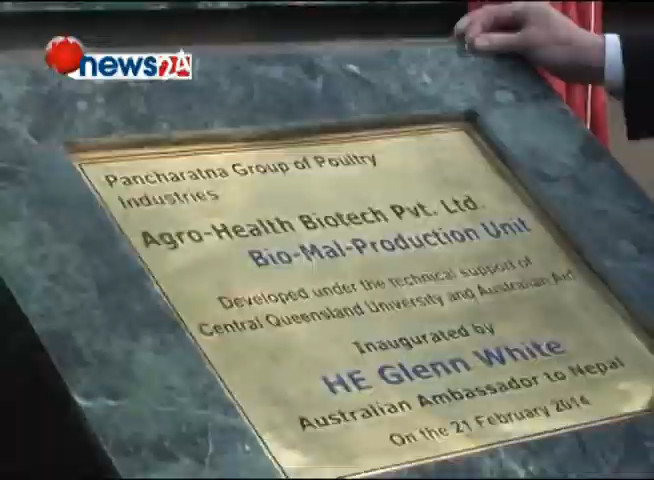 news24
Pancharatna Group of Poultry
Industries
Agro-Health Biotech Pvt. Ltd.
Bio-Mal-Production Unit
Developed under the technical support of
Central Queensland University and Australian Aid
Inaugurated by
HE Glenn White
Australian Ambassador to Nepal
On the 21 February 2014